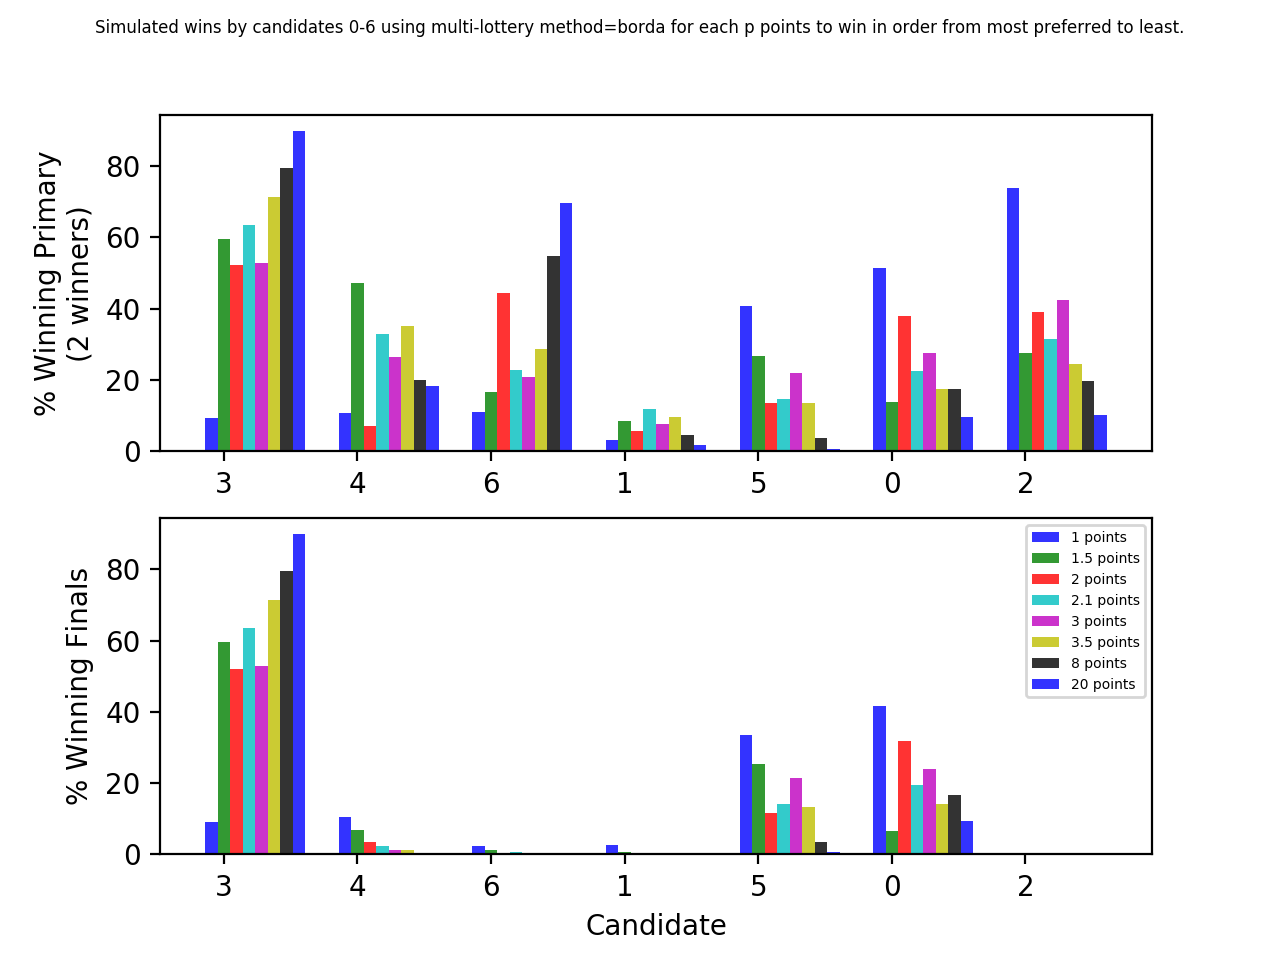 Simulated wins by candidates 0-6 using multi-lottery method=borda for each p points to win in order from most preferred to least.
% Winning Primary
(2 winners)
80
60
40
20
0
3 4 6 1 5 0 2
% Winning Finals
80
60
40
20
0
1 points
1.5 points
2 points
2.1 points
3 points
3.5 points
8 points
20 points
3 4 6 1 5 0 2
Candidate